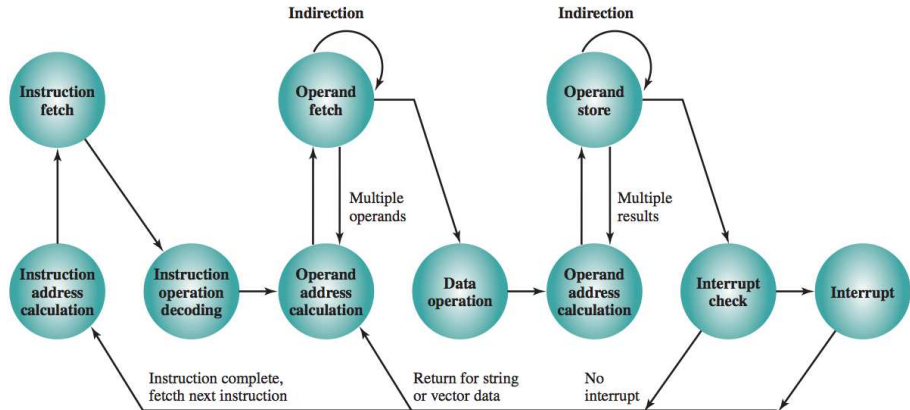 Indirection
Indirection
Instruction
fetch
Operand
fetch
Operand
store
Multiple
operands
Multiple
results
Instruction
address
calculation
Instruction
operation
decoding
Operand
address
calculation
Data
operation
Operand
address
calculation
Interrupt
check
Interrupt
Instruction complete,
fetcth next instruction
Return for string
or vector data
No
interrupt